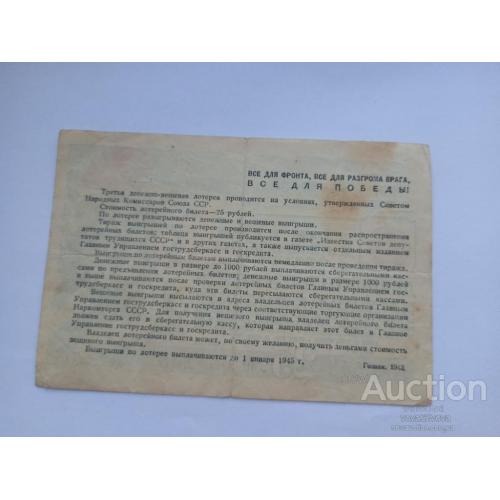 ВСЕ ДЛЯ ФРОНТА, ВСЕ ДЛЯ РАЗГРОМА ВРАГА,
ВСЕ ДЛЯ ПОБЕДЫ!
Третья денежно-вещевая лотерея проводится на условиях, утвержденных Советом
Народных Комиссаров Союза ССР.
Стоимость лотерейного билета—25 рублей.
По лотерее разыгрываются денежные и вещевые выигрыши.
Тираж выигрышей по лотерее производится после окончания распространения
лотерейных билетов; таблица выигрышей публикуется в газете „Известия Советов депу-
татов трудящихся СССР“ и в других газетах, а также выпускается отдельным изданием
Главным Управлением гострудсберкасс и госкредита.
Выигрыши по лотерейным билетам выплачиваются немедленно после проведения тиража.
Денежные выигрыши в размере до 1000 рублей выплачиваются сберегательными кас-
сами по предъявлении лотерейных билетов; денежные выигрыши в размере 1000 рублей
и выше выплачиваются после проверки лотерейных билетов Главным Управлением гос-
трудсберкасс и госкредита, куда эти билеты пересылаются сберегательными кассами.
Вещевые выигрыши высылаются в адреса владельцев лотерейных билетов Главным
Управлением гострудсберкасс и госкредита через соответствующие торгующие организации
Наркомторга СССР. Для получения вещевого выигрыша владелец лотерейного билета
должен сдать его в сберегательную кассу, которая направляет этот билет в Главное
Управление гострудсберкасс и госкредита.
Владелец лотерейного билета может, по своему желанию, получить деньгами стоимость
вещевого выигрыша.
Выигрыши по лотерее выплачиваются до 1 января 1945 г.
Гознак. 1943.
Auction